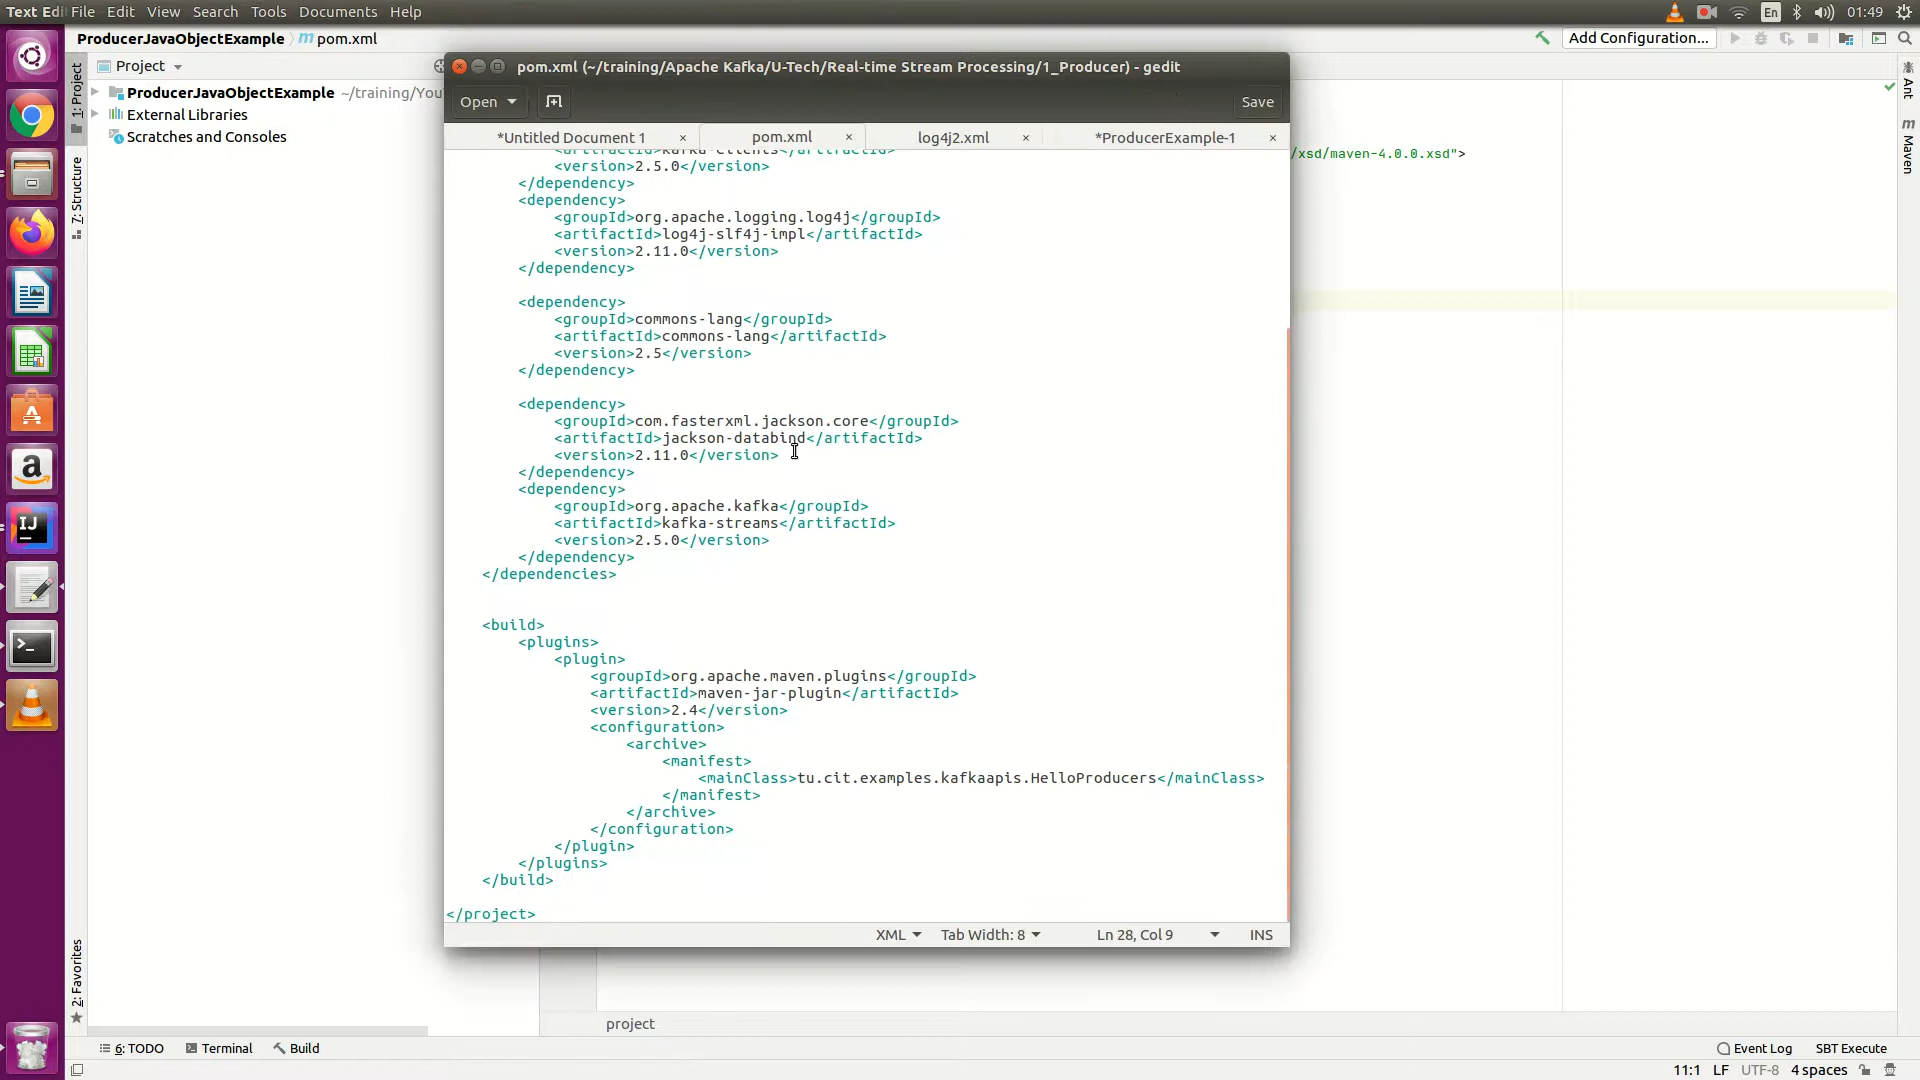 Text Edi File Edit View Search Tools Documents Help
En 01:49
ProducerJavaObjectExample pom.xml
Add Configuration...
Project
ProducerJavaObjectExample ~/training/You
External Libraries
Scratches and Consoles
1: Project
7: Structure
2: Favorites
Ant
Maven
pom.xml (~/training/Apache Kafka/U-Tech/Real-time Stream Processing/1_Producer) - gedit
Open
Save
*Untitled Document 1 ×
pom.xml ×
log4j2.xml ×
*ProducerExample-1 ×
/xsd/maven-4.0.0.xsd">
<artifactId>kafka-clients</artifactId>
<version>2.5.0</version>
</dependency>
<dependency>
<groupId>org.apache.logging.log4j</groupId>
<artifactId>log4j-slf4j-impl</artifactId>
<version>2.11.0</version>
</dependency>
<dependency>
<groupId>commons-lang</groupId>
<artifactId>commons-lang</artifactId>
<version>2.5</version>
</dependency>
<dependency>
<groupId>com.fasterxml.jackson.core</groupId>
<artifactId>jackson-databind</artifactId>
<version>2.11.0</version>
</dependency>
<dependency>
<groupId>org.apache.kafka</groupId>
<artifactId>kafka-streams</artifactId>
<version>2.5.0</version>
</dependency>
</dependencies>
<build>
<plugins>
<plugin>
<groupId>org.apache.maven.plugins</groupId>
<artifactId>maven-jar-plugin</artifactId>
<version>2.4</version>
<configuration>
<archive>
<manifest>
<mainClass>tu.cit.examples.kafkaapis.HelloProducers</mainClass>
</manifest>
</archive>
</configuration>
</plugin>
</plugins>
</build>
</project>
XML Tab Width: 8 Ln 28, Col 9 INS
project
6: TODO Terminal Build
Event Log SBT Execute
11:1 LF UTF-8 4 spaces